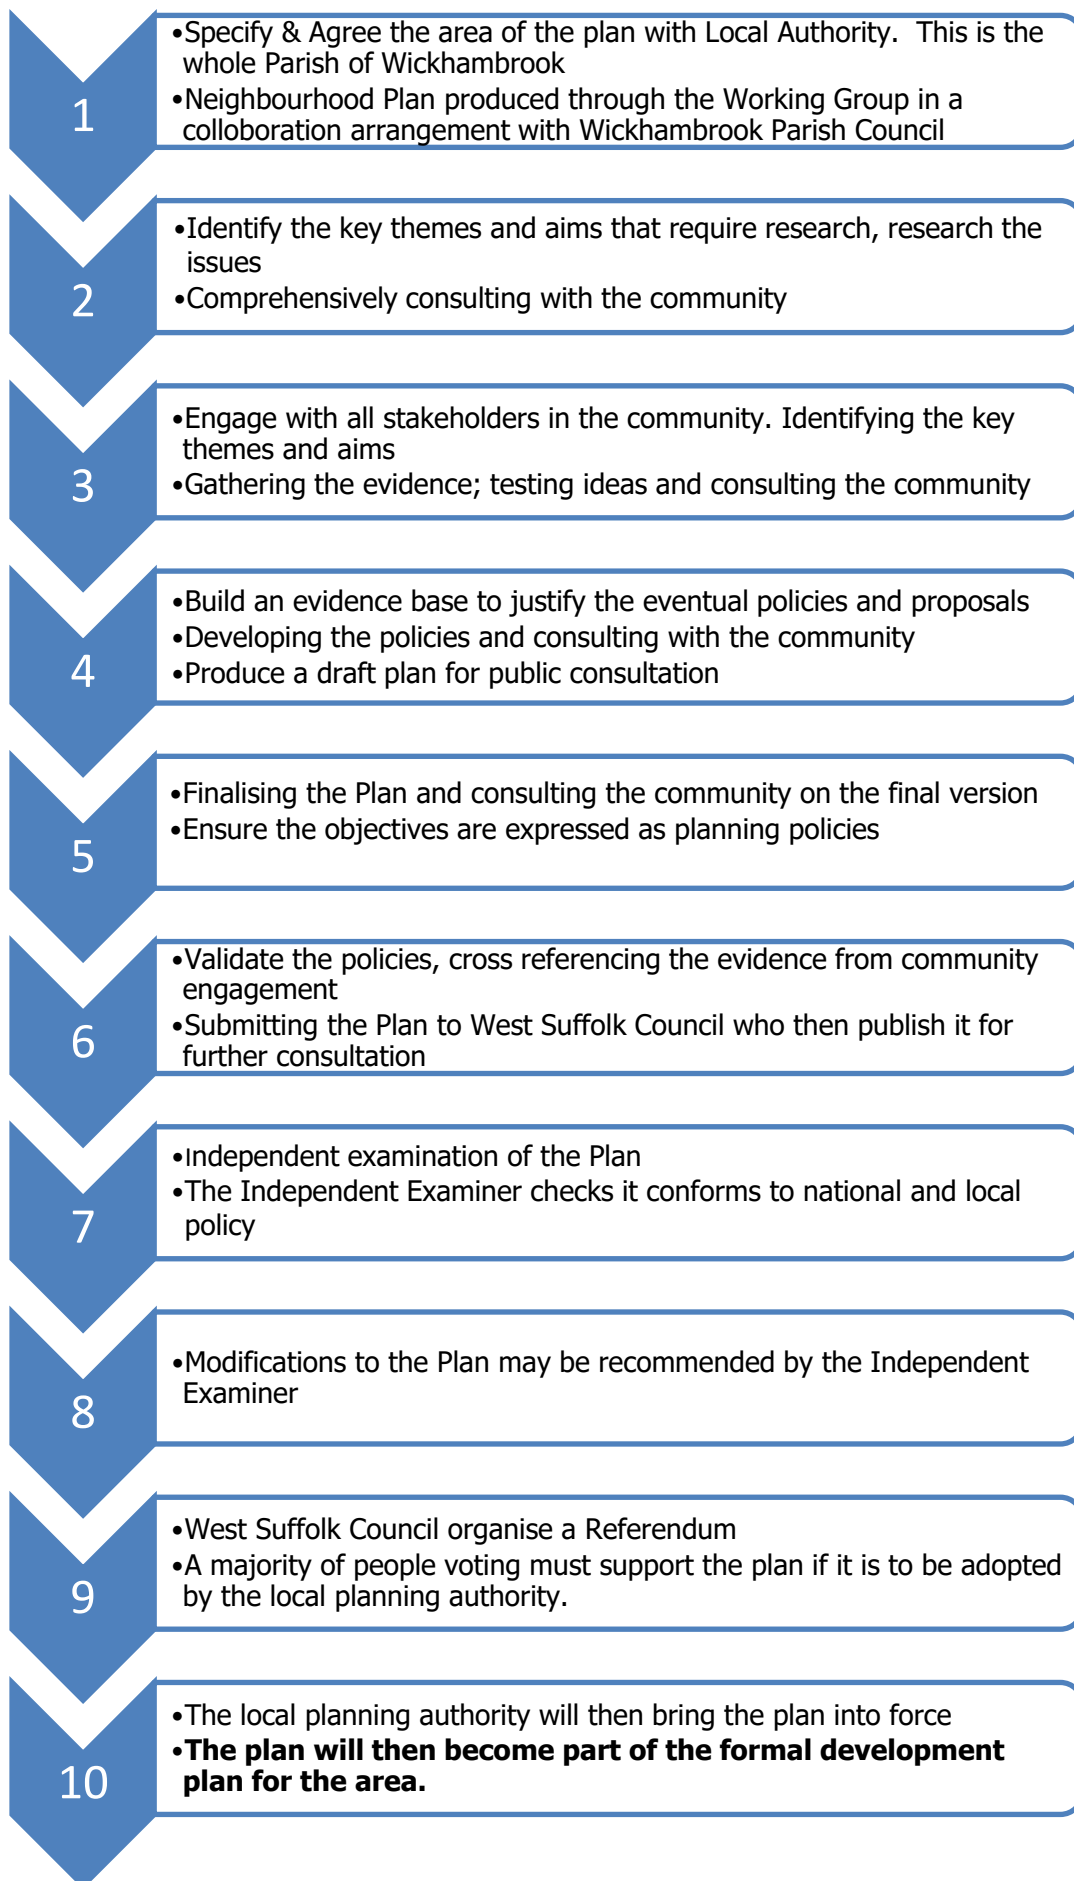 1
•Specify & Agree the area of the plan with Local Authority.  This is the
whole Parish of Wickhambrook
•Neighbourhood Plan produced through the Working Group in a
colloboration arrangement with Wickhambrook Parish Council
2
•Identify the key themes and aims that require research, research the
issues
•Comprehensively consulting with the community
3
•Engage with all stakeholders in the community. Identifying the key
themes and aims
•Gathering the evidence; testing ideas and consulting the community
4
•Build an evidence base to justify the eventual policies and proposals
•Developing the policies and consulting with the community
•Produce a draft plan for public consultation
5
•Finalising the Plan and consulting the community on the final version
•Ensure the objectives are expressed as planning policies
6
•Validate the policies, cross referencing the evidence from community
engagement
•Submitting the Plan to West Suffolk Council who then publish it for
further consultation
7
•Independent examination of the Plan
•The Independent Examiner checks it conforms to national and local
policy
8
•Modifications to the Plan may be recommended by the Independent
Examiner
9
•West Suffolk Council organise a Referendum
•A majority of people voting must support the plan if it is to be adopted
by the local planning authority.
10
•The local planning authority will then bring the plan into force
•The plan will then become part of the formal development
plan for the area.